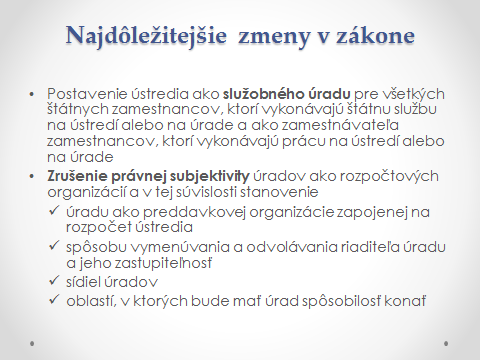 Najdôležitejšie zmeny v zákone
• Postavenie ústredia ako služobného úradu pre všetkých
štátnych zamestnancov, ktorí vykonávajú štátnu službu
na ústredí alebo na úrade a ako zamestnávateľa
zamestnancov, ktorí vykonávajú prácu na ústredí alebo
na úrade
• Zrušenie právnej subjektivity úradov ako rozpočtových
organizácií a v tej súvislosti stanovenie
✓ úradu ako preddavkovej organizácie zapojenej na
rozpočet ústredia
✓ spôsobu vymenúvania a odvolávania riaditeľa úradu
a jeho zastupiteľnosť
✓ sídiel úradov
✓ oblastí, v ktorých bude mať úrad spôsobilosť konať